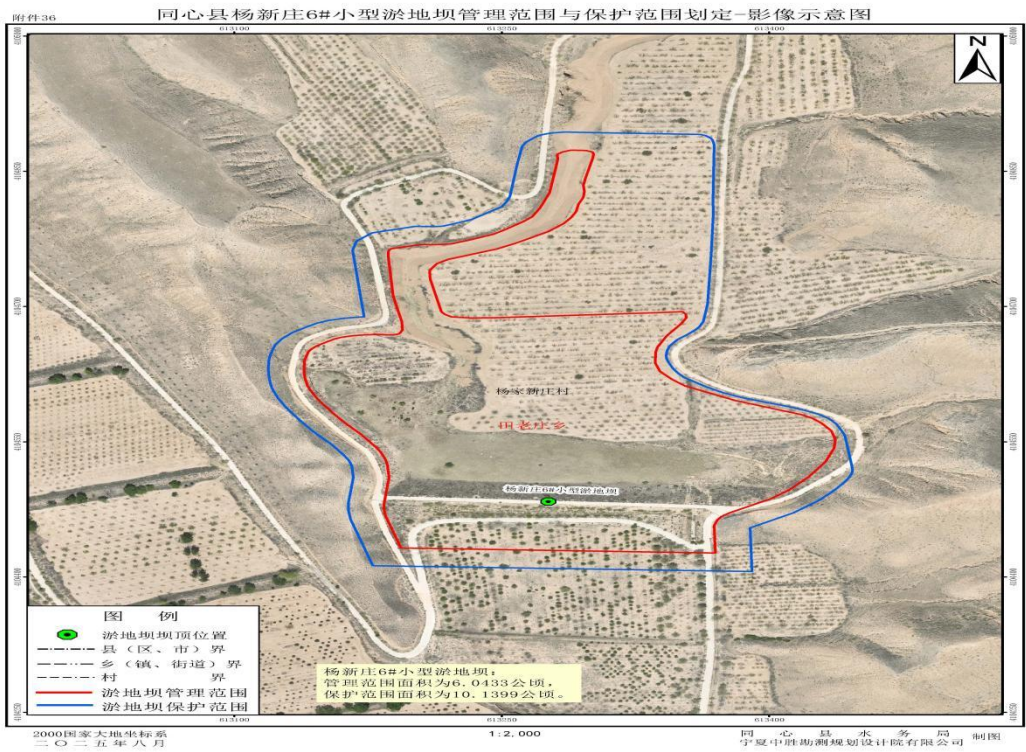 附件36
同心县杨新庄6#小型淤地坝管理范围与保护范围划定-影像示意图
613100
613250
613400
N
杨家新庄村
田老庄乡
杨新庄6#小型淤地坝
图 例
淤地坝坝顶位置
县（区、市）界
乡（镇、街道）界
村 界
淤地坝管理范围
淤地坝保护范围
杨新庄6#小型淤地坝：
管理范围面积为6.0433公顷，
保护范围面积为10.1399公顷。
613100
613250
613400
2000国家大地坐标系
二〇二五年八月
1:2,000
同心县水务局
宁夏中胜勘测规划设计院有限公司
制图